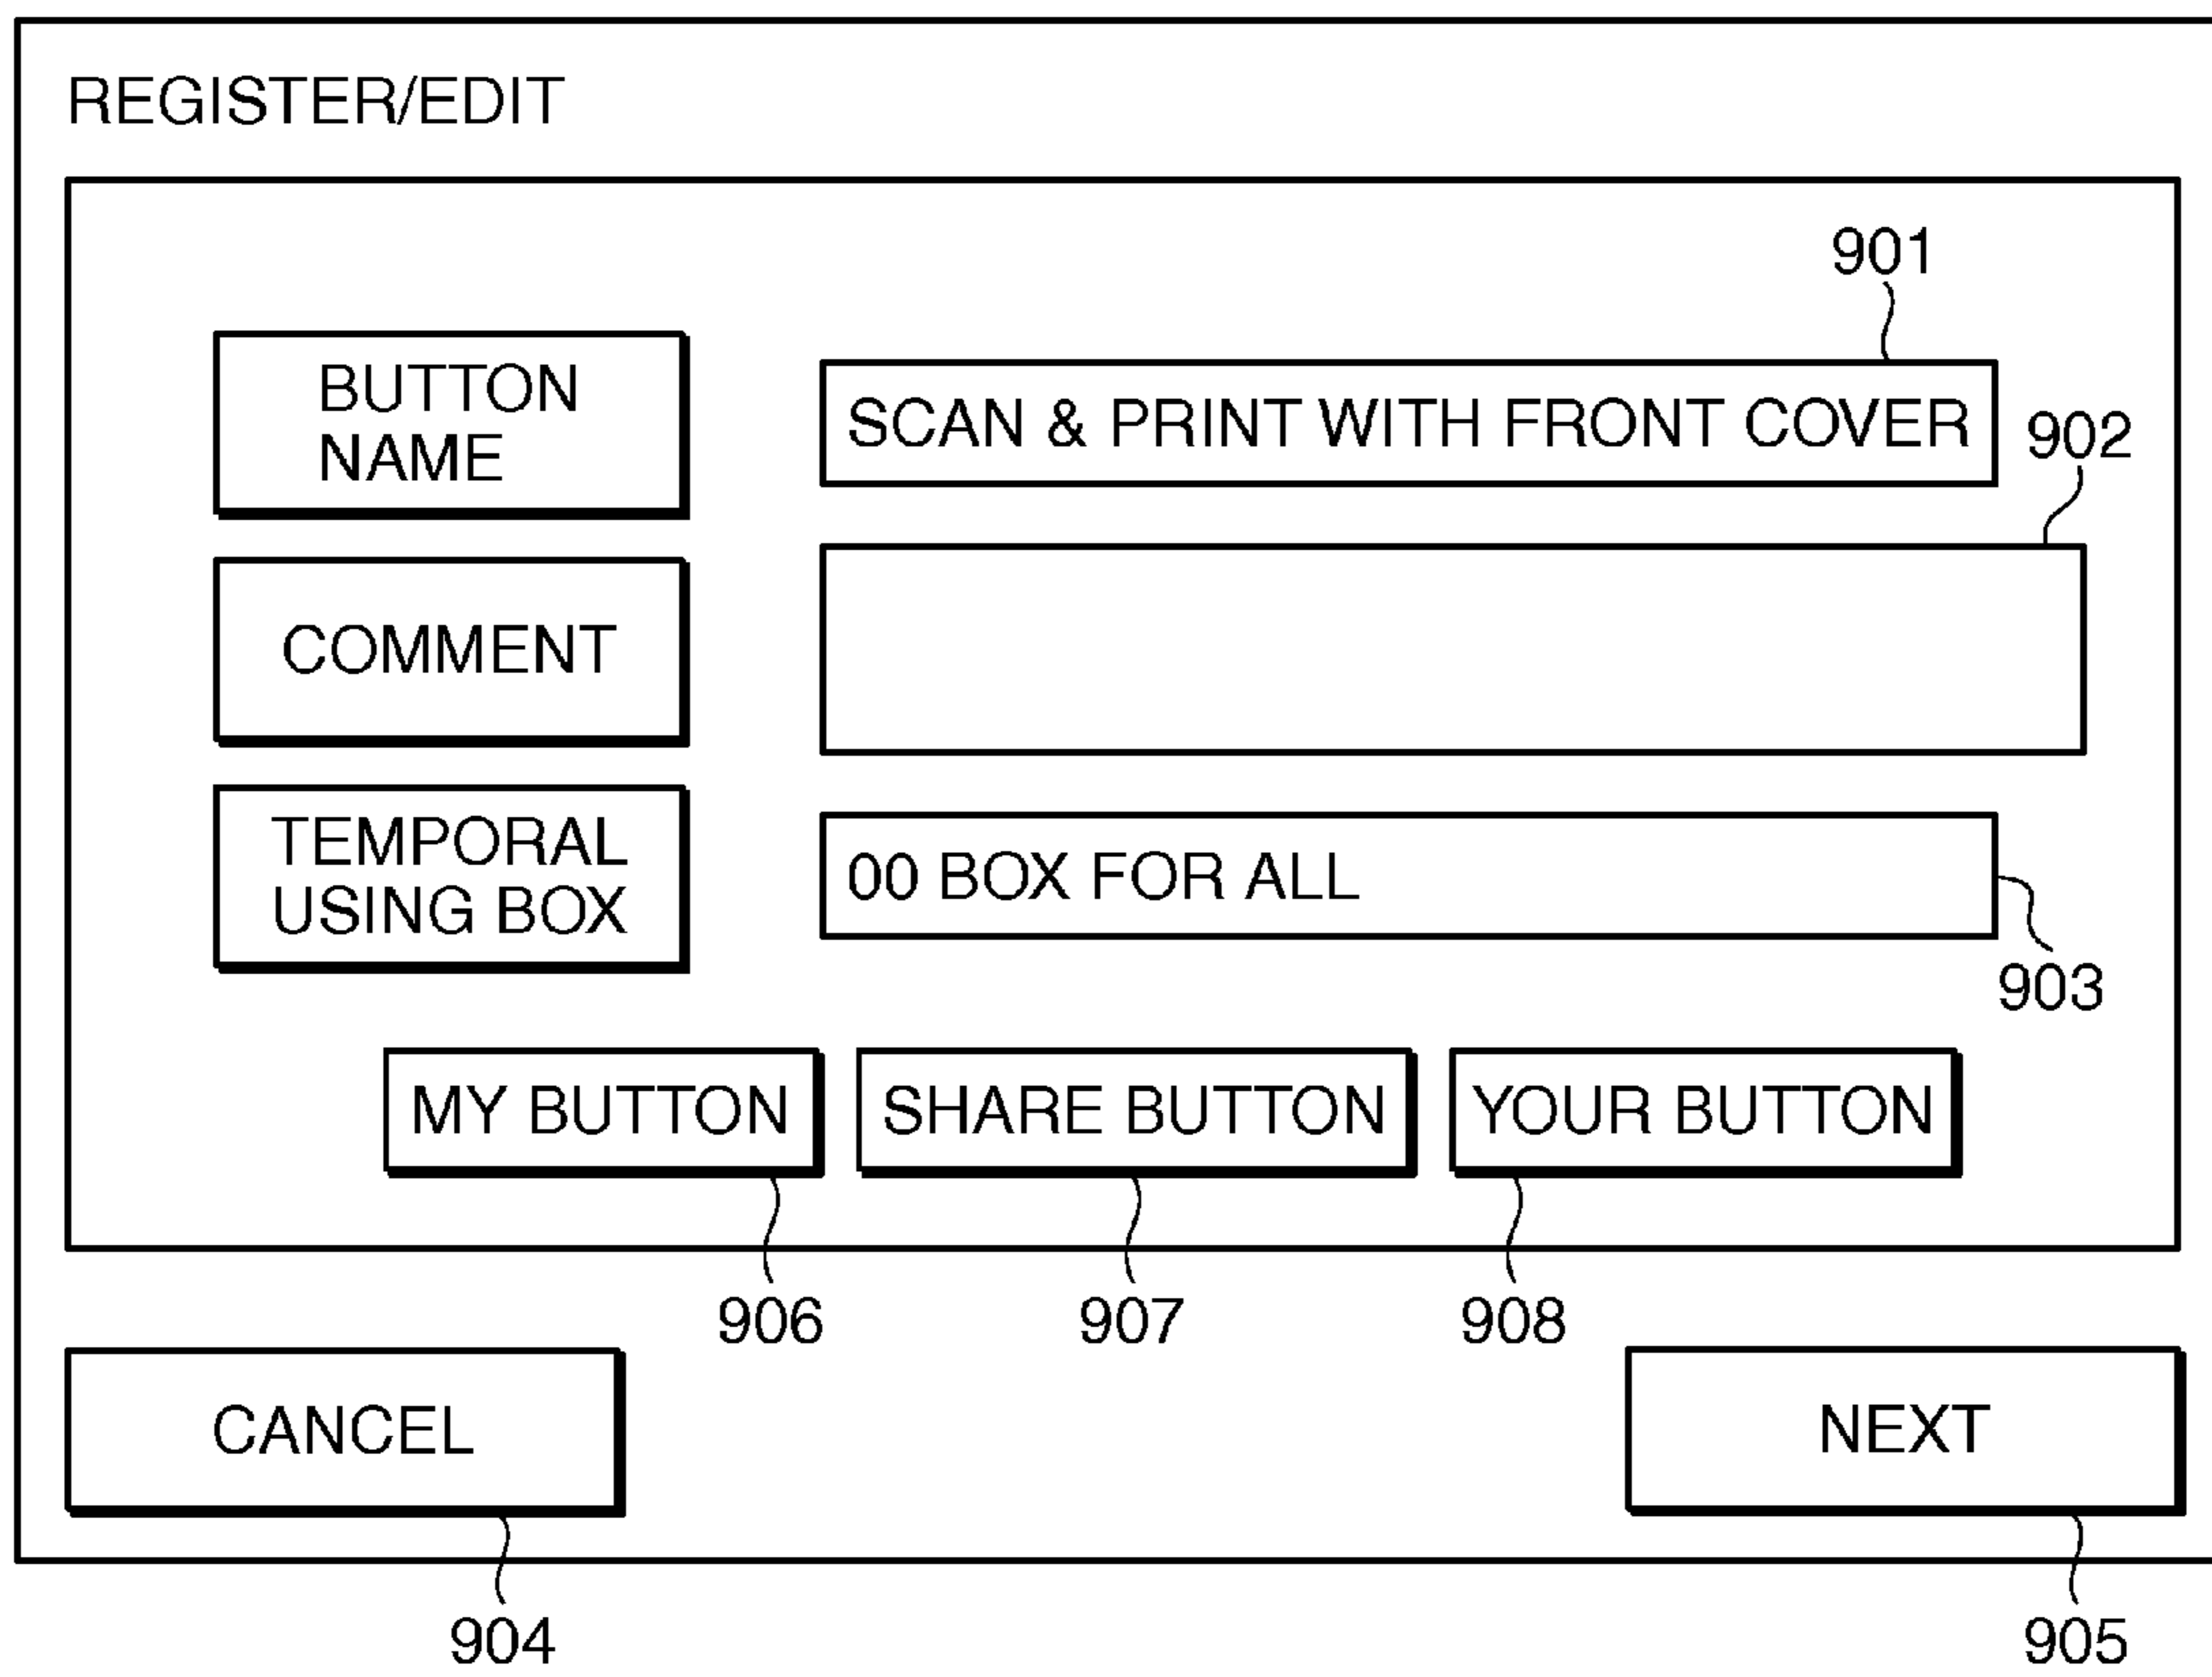 REGISTER/EDIT
901
BUTTON
NAME
SCAN & PRINT WITH FRONT COVER
902
COMMENT
TEMPORAL
USING BOX
00 BOX FOR ALL
903
MY BUTTON
SHARE BUTTON
YOUR BUTTON
906
907
908
CANCEL
NEXT
904
905